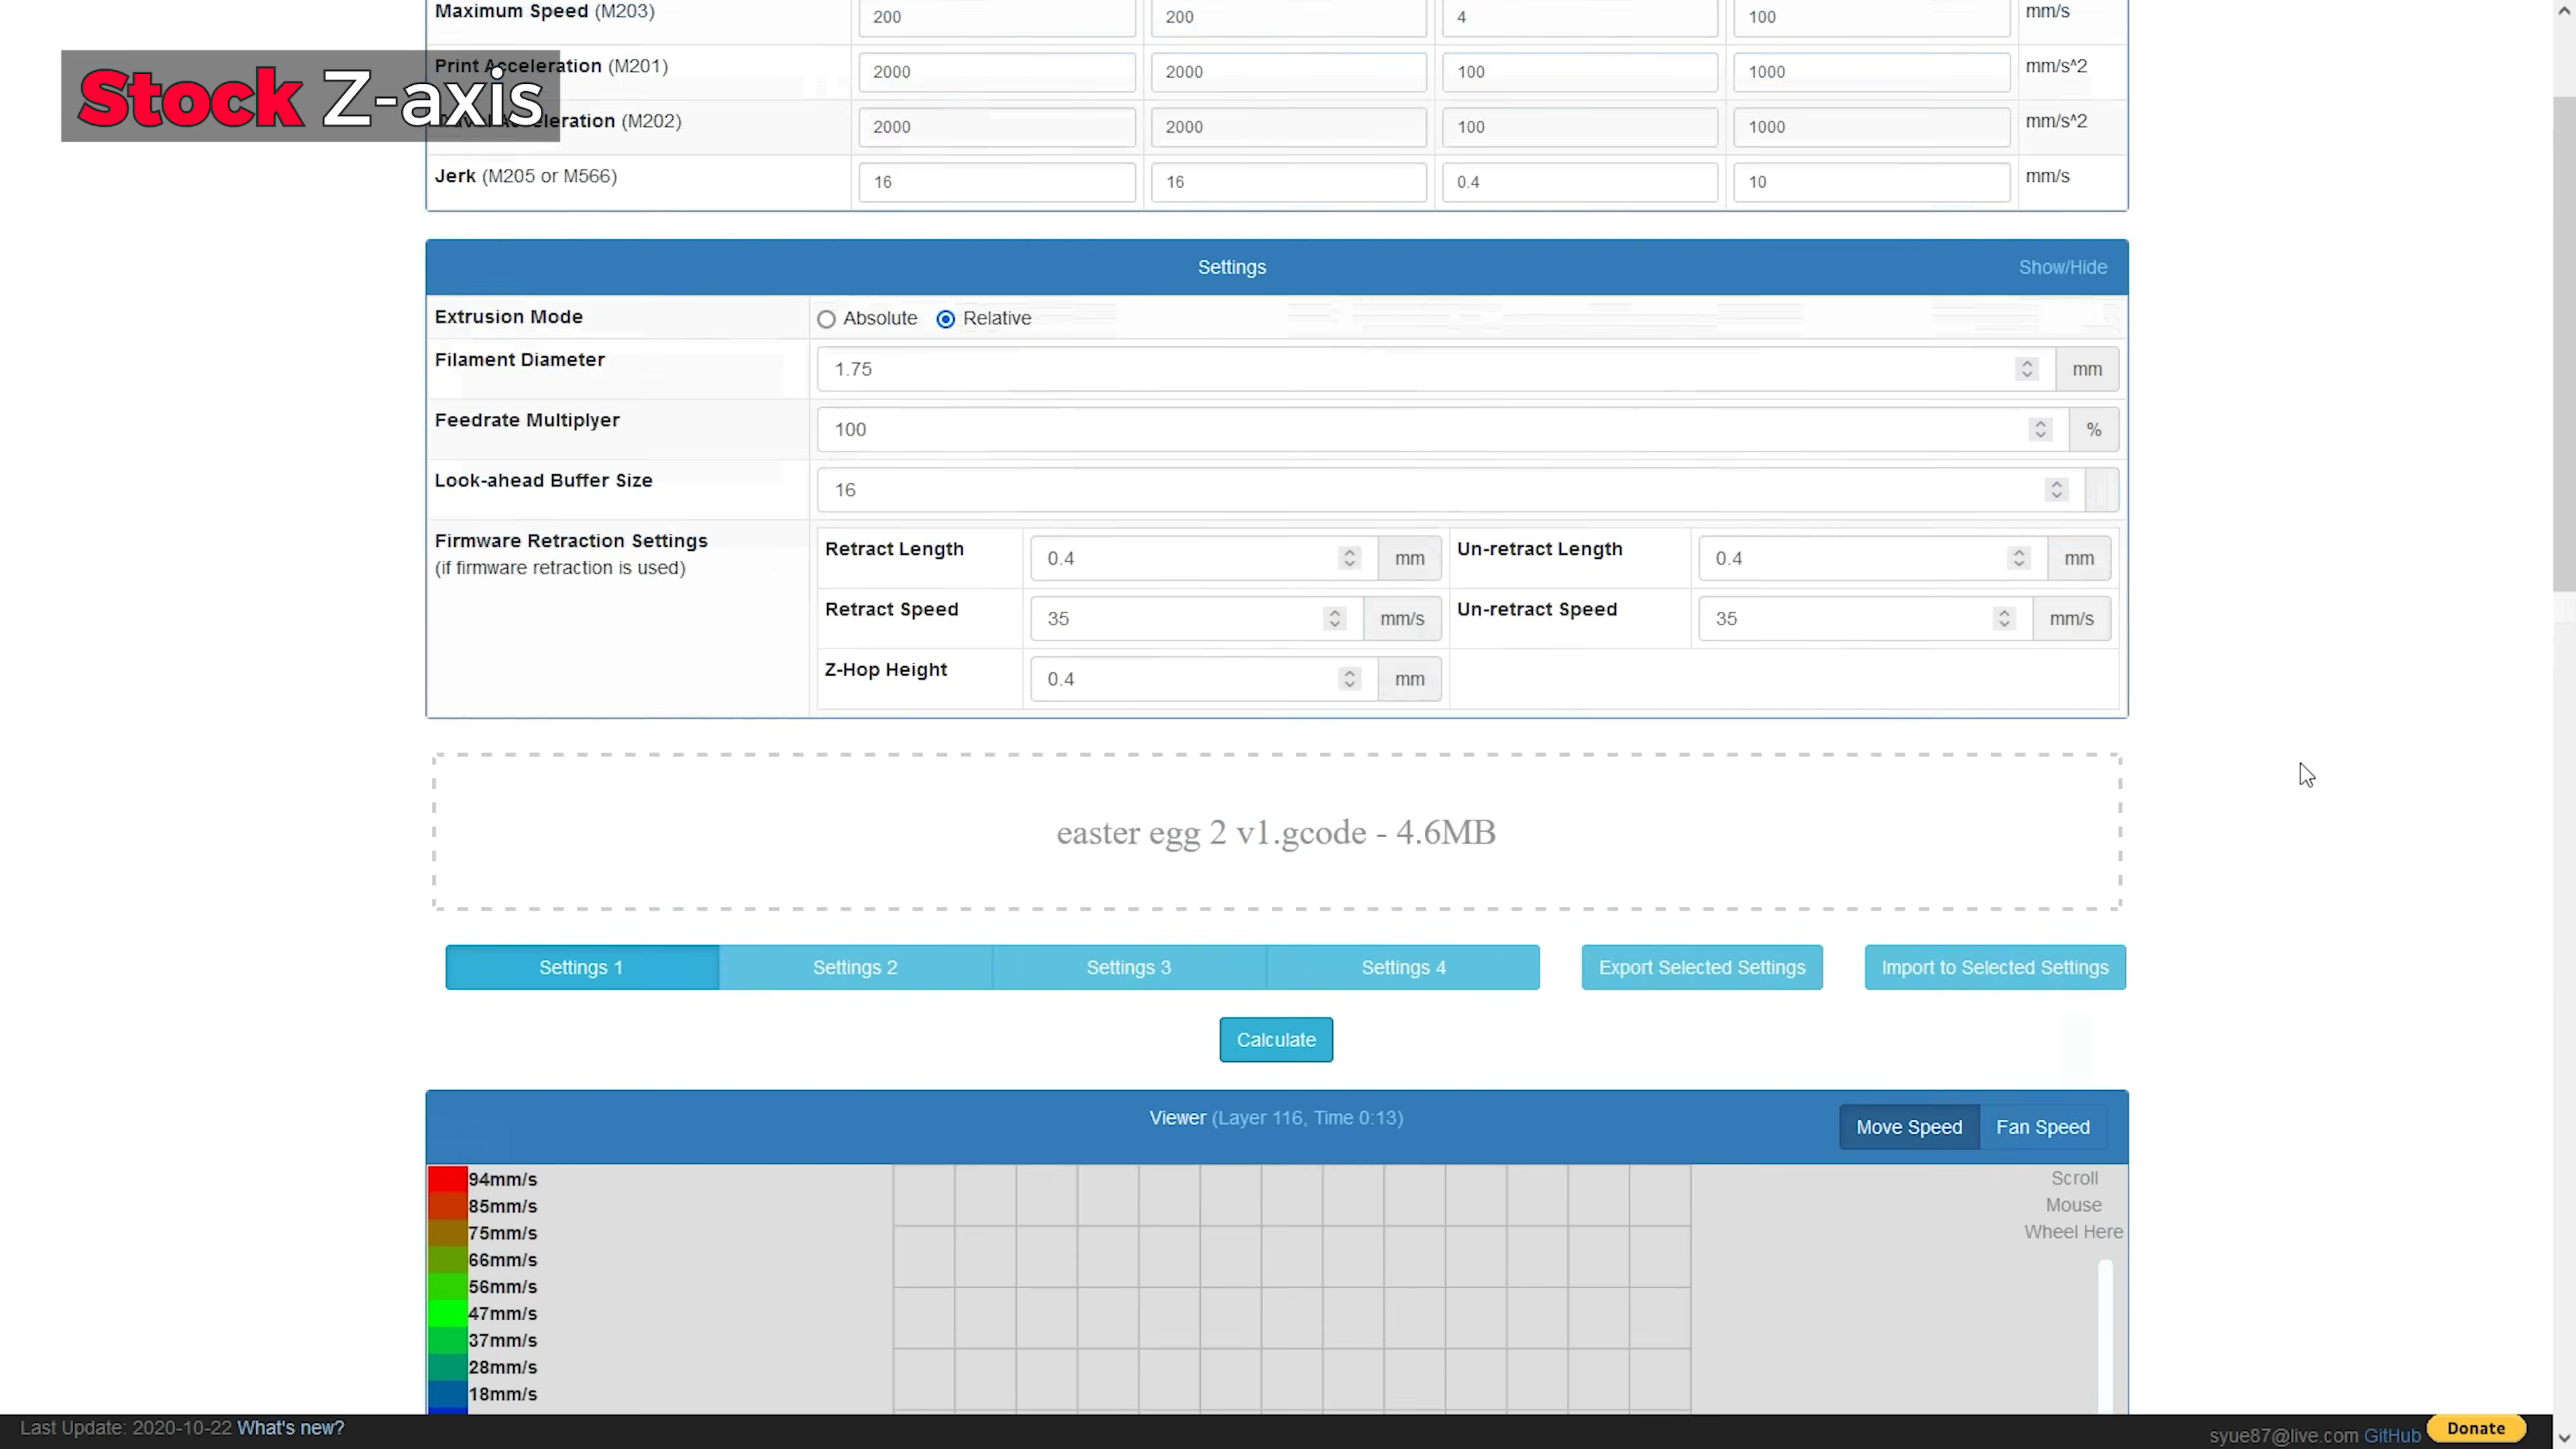 Maximum Speed (M203) 200 200 4 100 mm/s
Stock Z-axis
Print Acceleration (M201) 2000 2000 100 1000 mm/s^2
Acceleration (M202) 2000 2000 100 1000 mm/s^2
Jerk (M205 or M566) 16 16 0.4 10 mm/s
Settings Show/Hide
Extrusion Mode Absolute Relative
Filament Diameter 1.75 mm
Feedrate Multiplyer 100 %
Look-ahead Buffer Size 16
Firmware Retraction Settings
(if firmware retraction is used)
Retract Length 0.4 mm Un-retract Length 0.4 mm
Retract Speed 35 mm/s Un-retract Speed 35 mm/s
Z-Hop Height 0.4 mm
easter egg 2 v1.gcode - 4.6MB
Settings 1 Settings 2 Settings 3 Settings 4 Export Selected Settings Import to Selected Settings
Calculate
Viewer (Layer 116, Time 0:13) Move Speed Fan Speed
94mm/s
85mm/s
75mm/s
66mm/s
56mm/s
47mm/s
37mm/s
28mm/s
18mm/s
Scroll
Mouse
Wheel Here
Last Update: 2020-10-22 What's new? syue87@live.com GitHub Donate